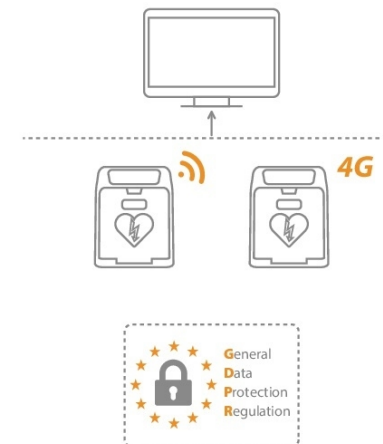 4G
General
Data
Protection
Regulation